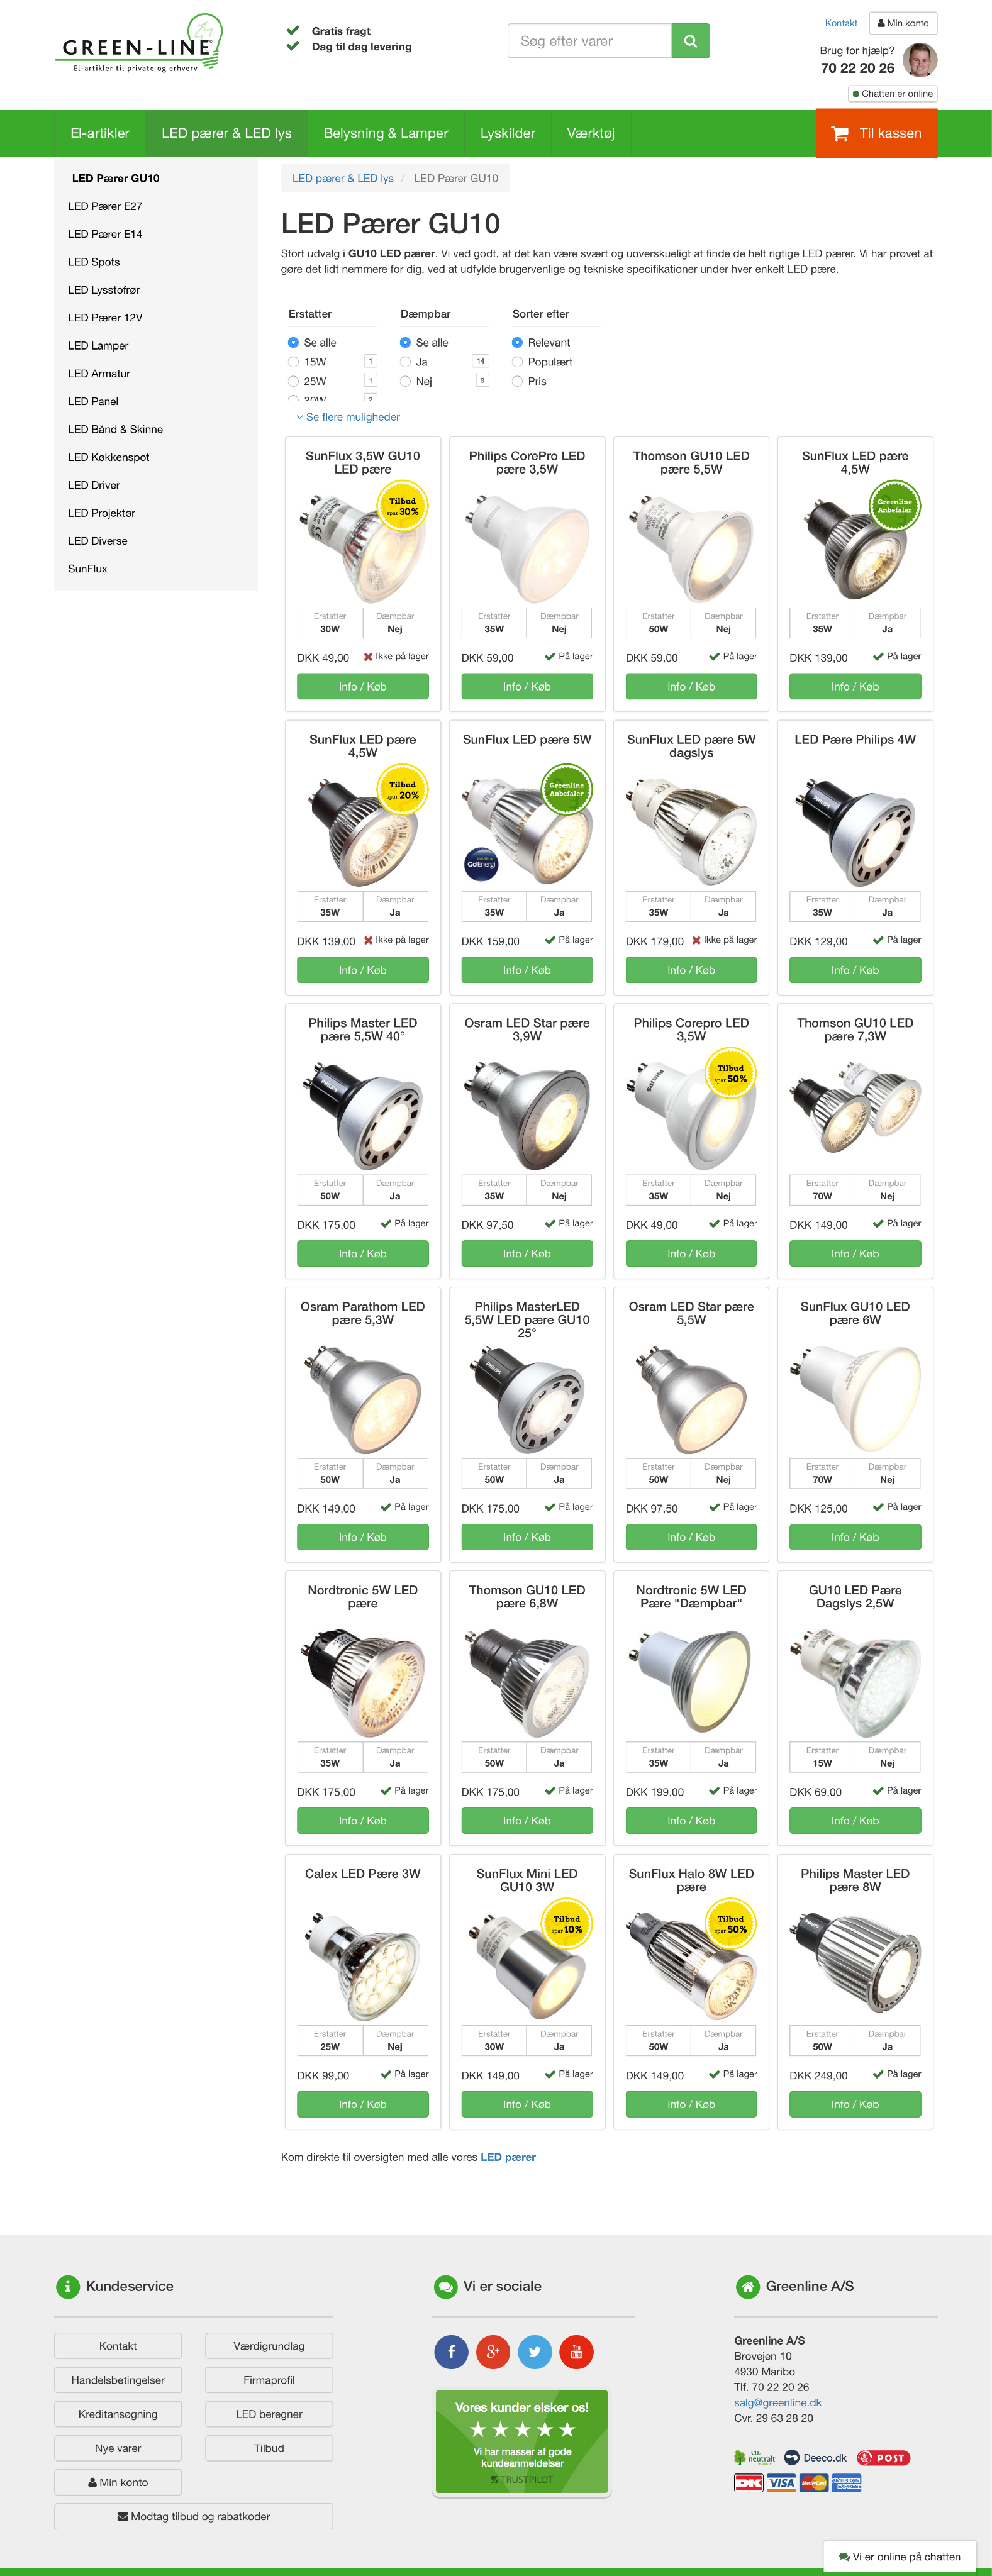 GREEN-LINE®
El-artikler til privat og erhverv
Gratis fragt
Dag til dag levering
Søg efter varer
Kontakt
Min konto
Brug for hjælp?
70 22 20 26
Chatten er online
El-artikler
LED pærer & LED lys
Belysning & Lamper
Lyskilder
Værktøj
Til kassen
LED Pærer GU10
LED Pærer E27
LED Pærer E14
LED Spots
LED Lysstofrør
LED Pærer 12V
LED Lamper
LED Armatur
LED Panel
LED Bånd & Skinne
LED Køkkenspot
LED Driver
LED Projektør
LED Diverse
SunFlux
LED pærer & LED lys / LED Pærer GU10
LED Pærer GU10
Stort udvalg i GU10 LED pærer. Vi ved godt, at det kan være svært og uoverskueligt at finde de helt rigtige LED pærer. Vi har prøvet at
gøre det lidt nemmere for dig, ved at udfylde brugervenlige og tekniske specifikationer under hver enkelt LED pære.
Erstatter
Se alle
15W 1
25W 1
30W 2
Dæmpbar
Se alle
Ja 14
Nej 9
Sorter efter
Relevant
Populært
Pris
Se flere muligheder
SunFlux 3,5W GU10
LED pære
Tilbud
spar 30%
Erstatter Dæmpbar
30W Nej
DKK 49,00 Ikke på lager
Info / Køb
Philips CorePro LED
pære 3,5W
Erstatter Dæmpbar
35W Nej
DKK 59,00 På lager
Info / Køb
Thomson GU10 LED
pære 5,5W
Erstatter Dæmpbar
50W Nej
DKK 59,00 På lager
Info / Køb
SunFlux LED pære
4,5W
Greenline
Anbefaler
Erstatter Dæmpbar
35W Ja
DKK 139,00 På lager
Info / Køb
SunFlux LED pære
4,5W
Tilbud
spar 20%
Erstatter Dæmpbar
35W Ja
DKK 139,00 Ikke på lager
Info / Køb
SunFlux LED pære 5W
Greenline
Anbefaler
GoEnergi
Erstatter Dæmpbar
35W Ja
DKK 159,00 På lager
Info / Køb
SunFlux LED pære 5W
dagslys
Erstatter Dæmpbar
35W Ja
DKK 179,00 Ikke på lager
Info / Køb
LED Pære Philips 4W
Erstatter Dæmpbar
35W Ja
DKK 129,00 På lager
Info / Køb
Philips Master LED
pære 5,5W 40°
Erstatter Dæmpbar
50W Ja
DKK 175,00 På lager
Info / Køb
Osram LED Star pære
3,9W
Erstatter Dæmpbar
35W Nej
DKK 97,50 På lager
Info / Køb
Philips Corepro LED
3,5W
PHILIPS
Tilbud
spar 50%
Erstatter Dæmpbar
35W Nej
DKK 49,00 På lager
Info / Køb
Thomson GU10 LED
pære 7,3W
Erstatter Dæmpbar
70W Nej
DKK 149,00 På lager
Info / Køb
Osram Parathom LED
pære 5,3W
Erstatter Dæmpbar
50W Ja
DKK 149,00 På lager
Info / Køb
Philips MasterLED
5,5W LED pære GU10
25°
Erstatter Dæmpbar
50W Ja
DKK 175,00 På lager
Info / Køb
Osram LED Star pære
5,5W
Erstatter Dæmpbar
50W Nej
DKK 97,50 På lager
Info / Køb
SunFlux GU10 LED
pære 6W
Erstatter Dæmpbar
70W Nej
DKK 125,00 På lager
Info / Køb
Nordtronic 5W LED
pære
Erstatter Dæmpbar
35W Ja
DKK 175,00 På lager
Info / Køb
Thomson GU10 LED
pære 6,8W
Erstatter Dæmpbar
50W Ja
DKK 175,00 På lager
Info / Køb
Nordtronic 5W LED
Pære "Dæmpbar"
Erstatter Dæmpbar
35W Ja
DKK 199,00 På lager
Info / Køb
GU10 LED Pære
Dagslys 2,5W
Erstatter Dæmpbar
15W Nej
DKK 69,00 På lager
Info / Køb
Calex LED Pære 3W
Erstatter Dæmpbar
25W Nej
DKK 99,00 På lager
Info / Køb
SunFlux Mini LED
GU10 3W
Tilbud
spar 10%
Erstatter Dæmpbar
30W Ja
DKK 149,00 På lager
Info / Køb
SunFlux Halo 8W LED
pære
Tilbud
spar 50%
Erstatter Dæmpbar
50W Ja
DKK 149,00 På lager
Info / Køb
Philips Master LED
pære 8W
Erstatter Dæmpbar
50W Ja
DKK 249,00 På lager
Info / Køb
Kom direkte til oversigten med alle vores LED pærer
Kundeservice
Kontakt
Værdigrundlag
Handelsbetingelser
Firmaprofil
Kreditansøgning
LED beregner
Nye varer
Tilbud
Min konto
Modtag tilbud og rabatkoder
Vi er sociale
Vores kunder elsker os!
Vi har masser af gode
kundeanmeldelser
TRUSTPILOT
Greenline A/S
Greenline A/S
Brovejen 10
4930 Maribo
Tlf. 70 22 20 26
salg@greenline.dk
Cvr. 29 63 28 20
CO2
neutralt
Deeco.dk
POST
DK
VISA
MasterCard
AMERICAN
EXPRESS
Vi er online på chatten